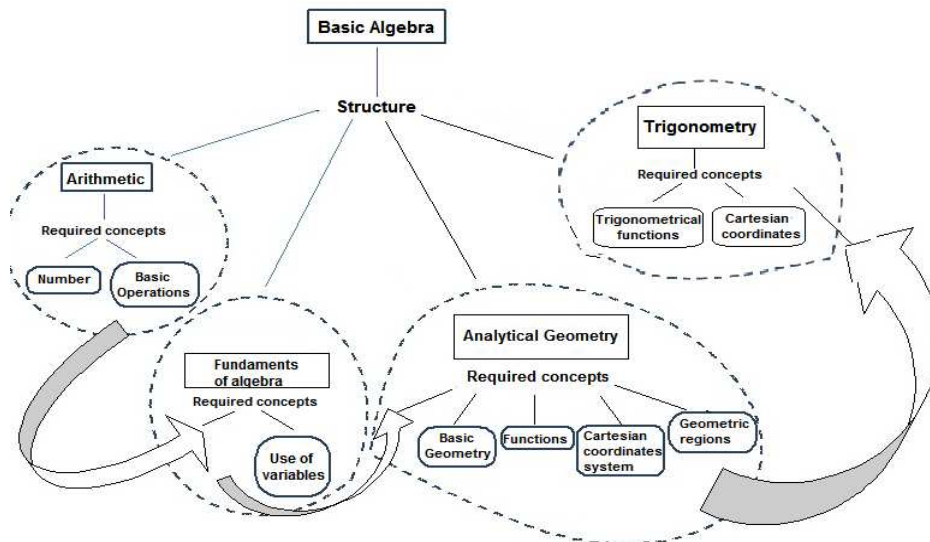 Basic Algebra
Structure
Arithmetic
Required concepts
Number
Basic
Operations
Fundaments
of algebra
Required concepts
Use of
variables
Analytical Geometry
Required concepts
Basic
Geometry
Functions
Cartesian
coordinates
system
Geometric
regions
Trigonometry
Required concepts
Trigonometrical
functions
Cartesian
coordinates